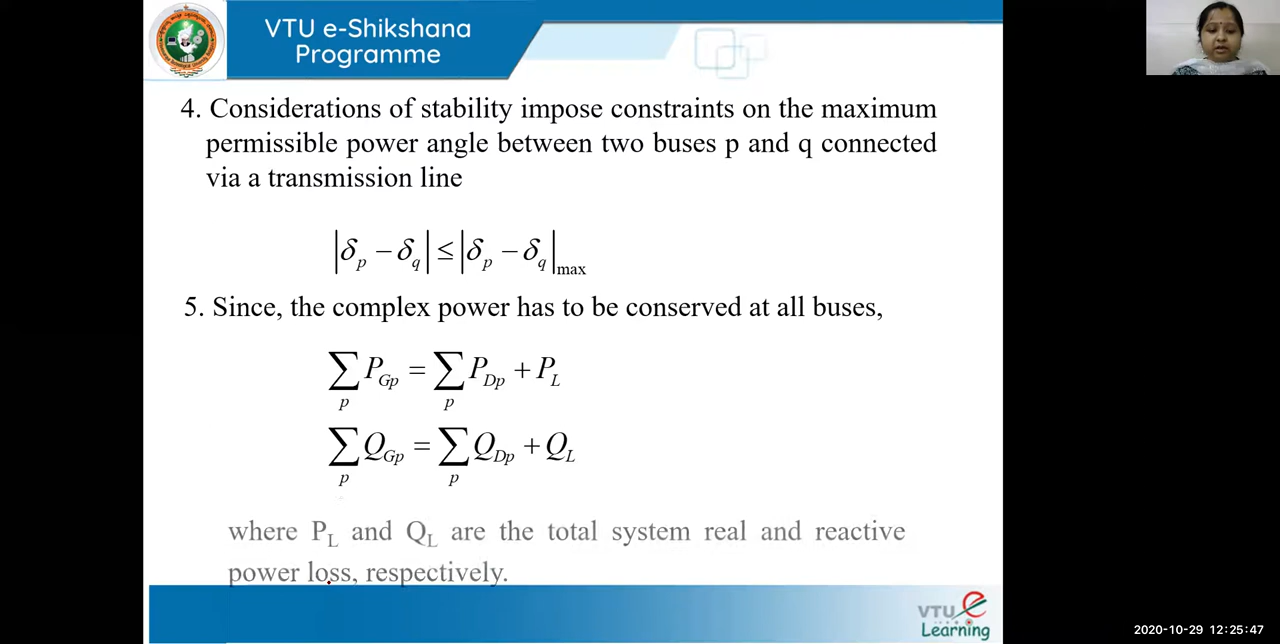 VTU e-Shikshana
Programme
4. Considerations of stability impose constraints on the maximum
permissible power angle between two buses p and q connected
via a transmission line
|δp − δq| ≤ |δp − δq|max
5. Since, the complex power has to be conserved at all buses,
∑p PGp = ∑p PDp + PL
∑p QGp = ∑p QDp + QL
where PL and QL are the total system real and reactive
power loss, respectively.
VTU e
Learning
2020-10-29 12:25:47